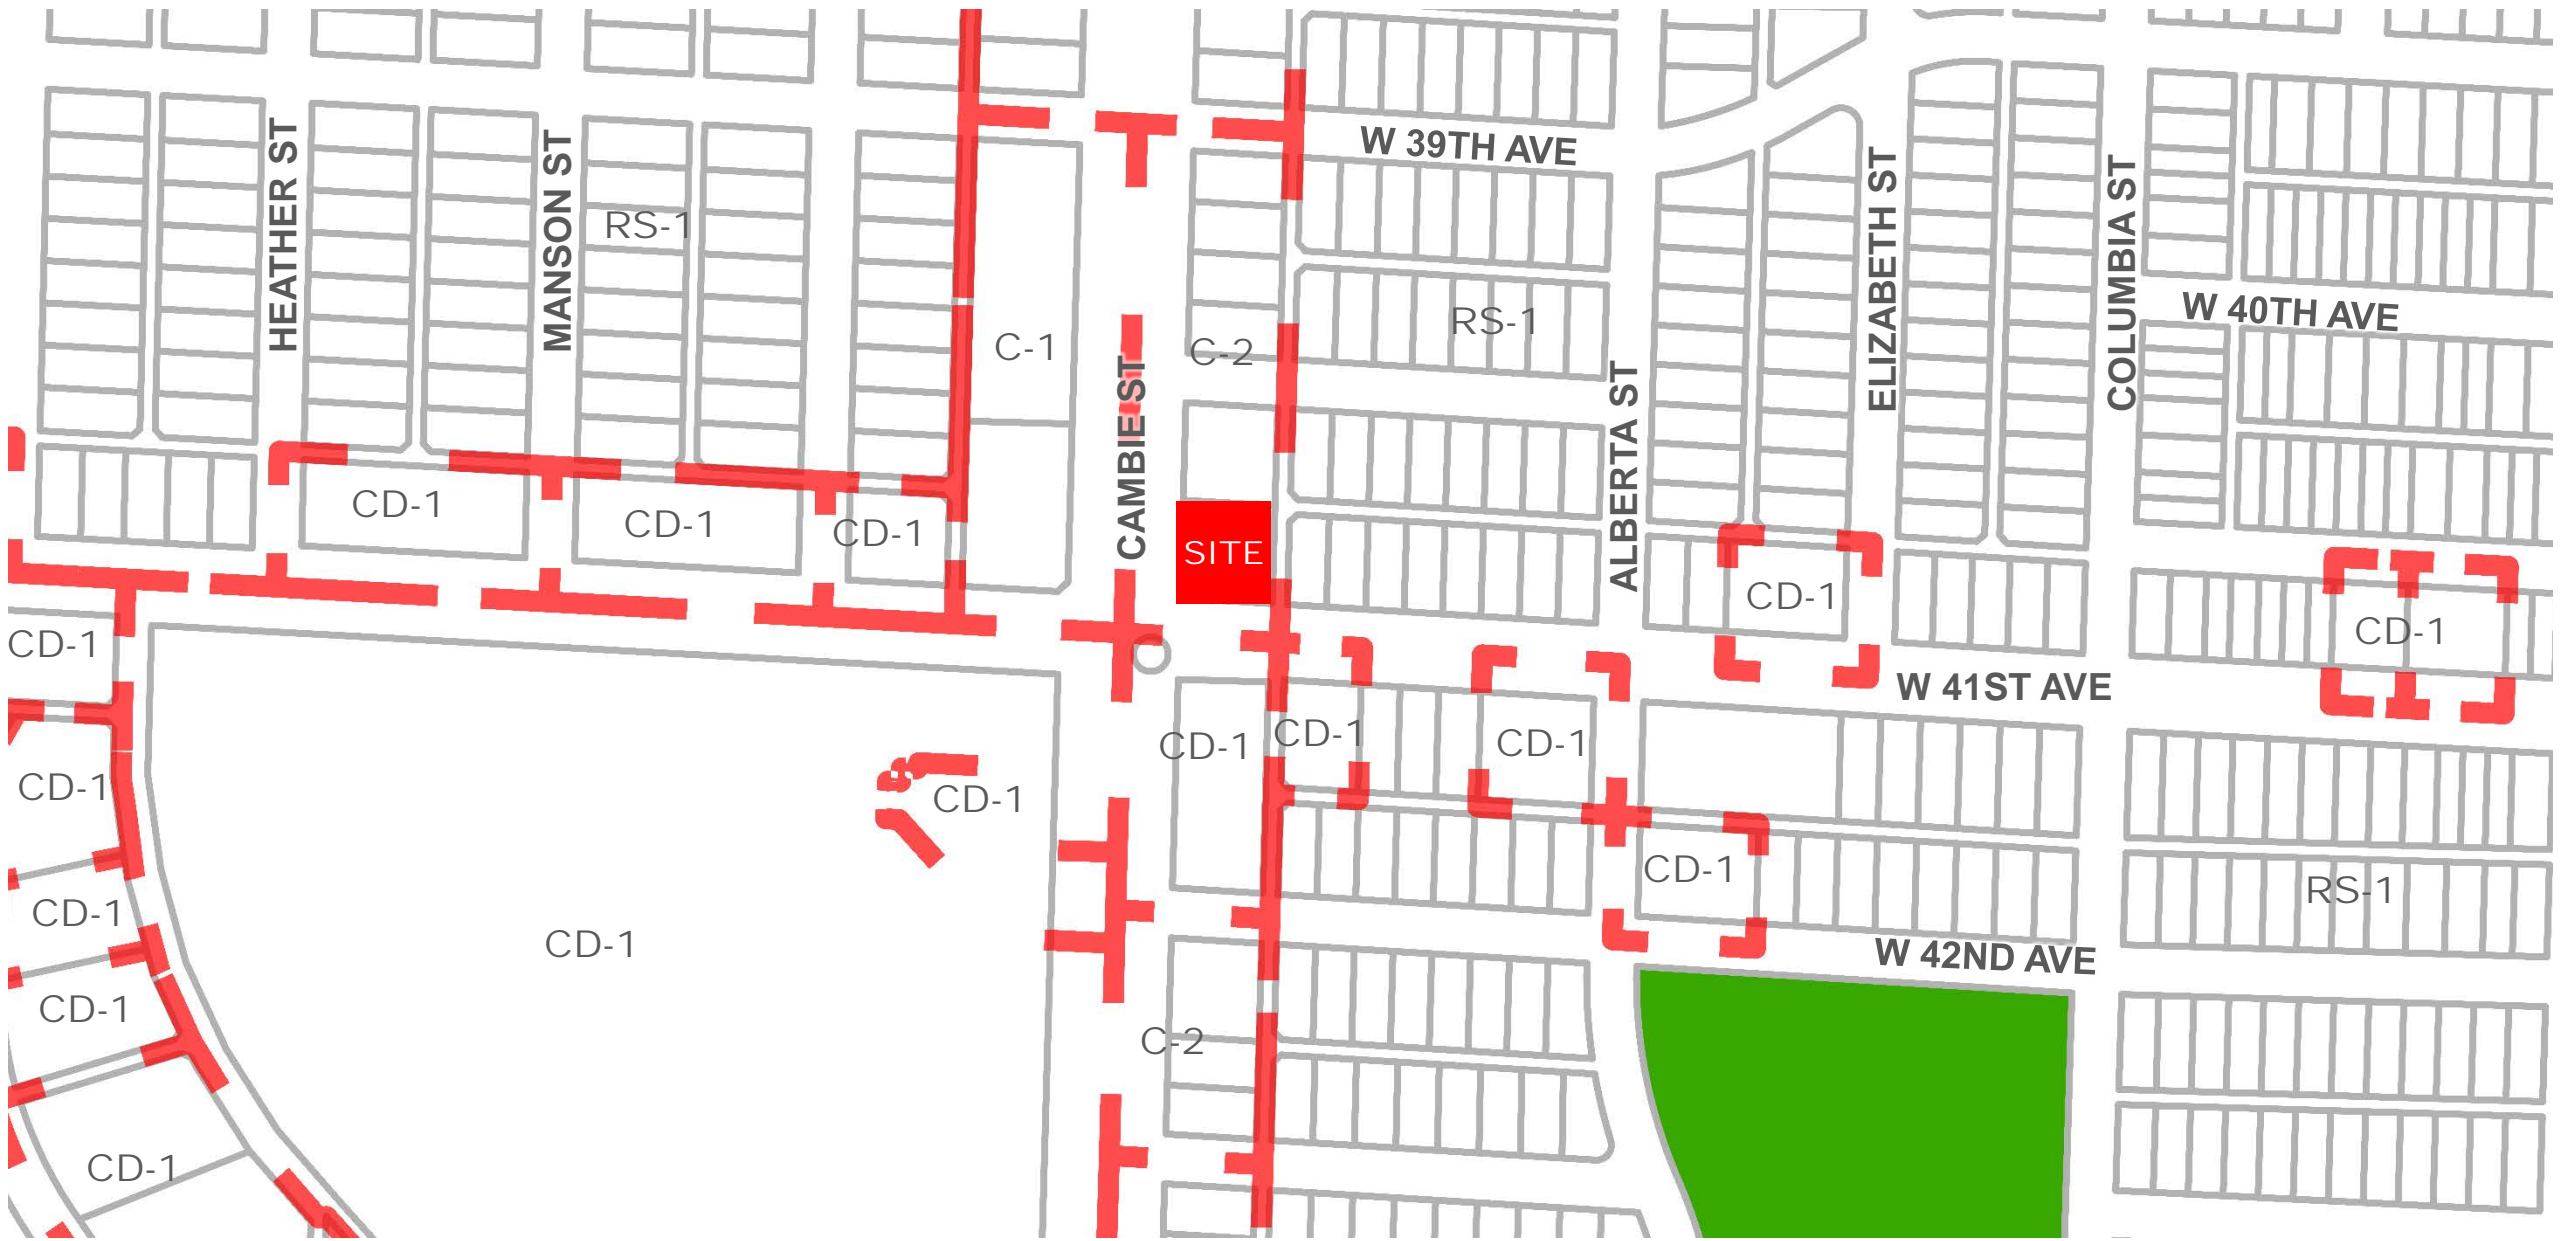 W 39TH AVE
HEATHER ST
MANSON ST
RS-1
ELIZABETH ST
COLUMBIA ST
W 40TH AVE
RS-1
C-1
C-2
CAMBIE ST
ALBERTA ST
CD-1
CD-1
CD-1
SITE
CD-1
CD-1
CD-1
W 41ST AVE
CD-1
CD-1
CD-1
CD-1
CD-1
CD-1
CD-1
RS-1
CD-1
CD-1
W 42ND AVE
CD-1
C-2
CD-1